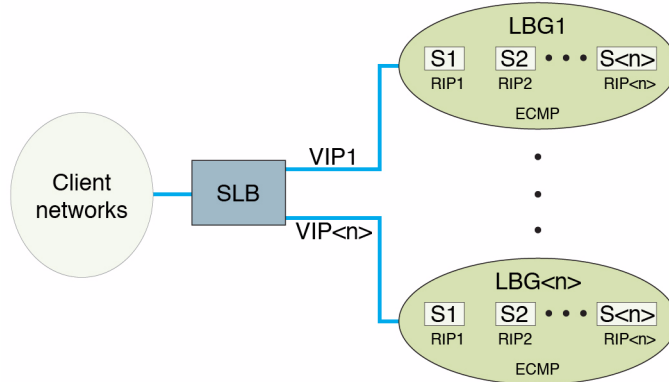 LBG1
S1 S2 • • • S<n>
RIP1 RIP2 RIP<n>
ECMP
VIP1
Client
networks
SLB
VIP<n>
LBG<n>
S1 S2 • • • S<n>
RIP1 RIP2 RIP<n>
ECMP